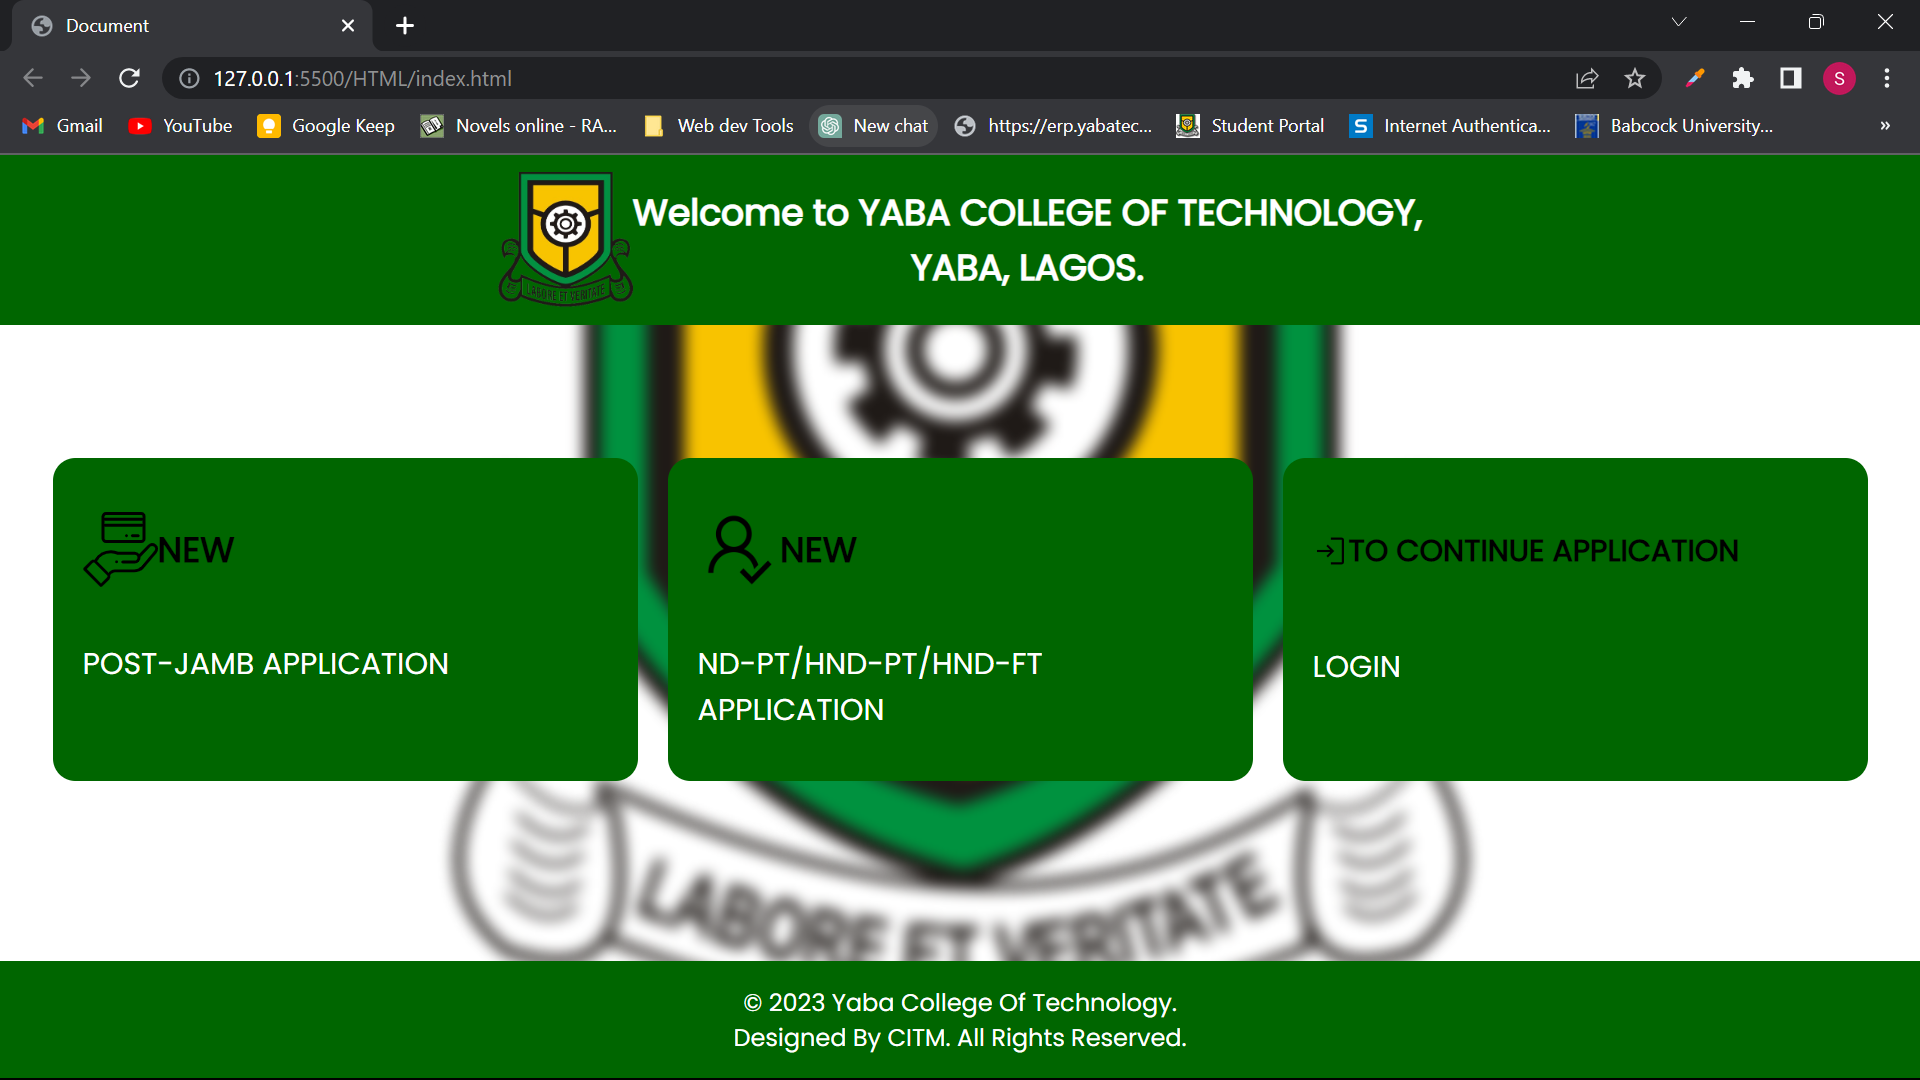 Document
127.0.0.1:5500/HTML/index.html
S
Gmail
YouTube
Google Keep
Novels online - RA...
Web dev Tools
New chat
https://erp.yabatec...
Student Portal
S
Internet Authentica...
Babcock University...
»
LABORE ET VERITATE
Welcome to YABA COLLEGE OF TECHNOLOGY,
YABA, LAGOS.
NEW
POST-JAMB APPLICATION
NEW
ND-PT/HND-PT/HND-FT
APPLICATION
TO CONTINUE APPLICATION
LOGIN
LABORE ET VERITATE
© 2023 Yaba College Of Technology.
Designed By CITM. All Rights Reserved.